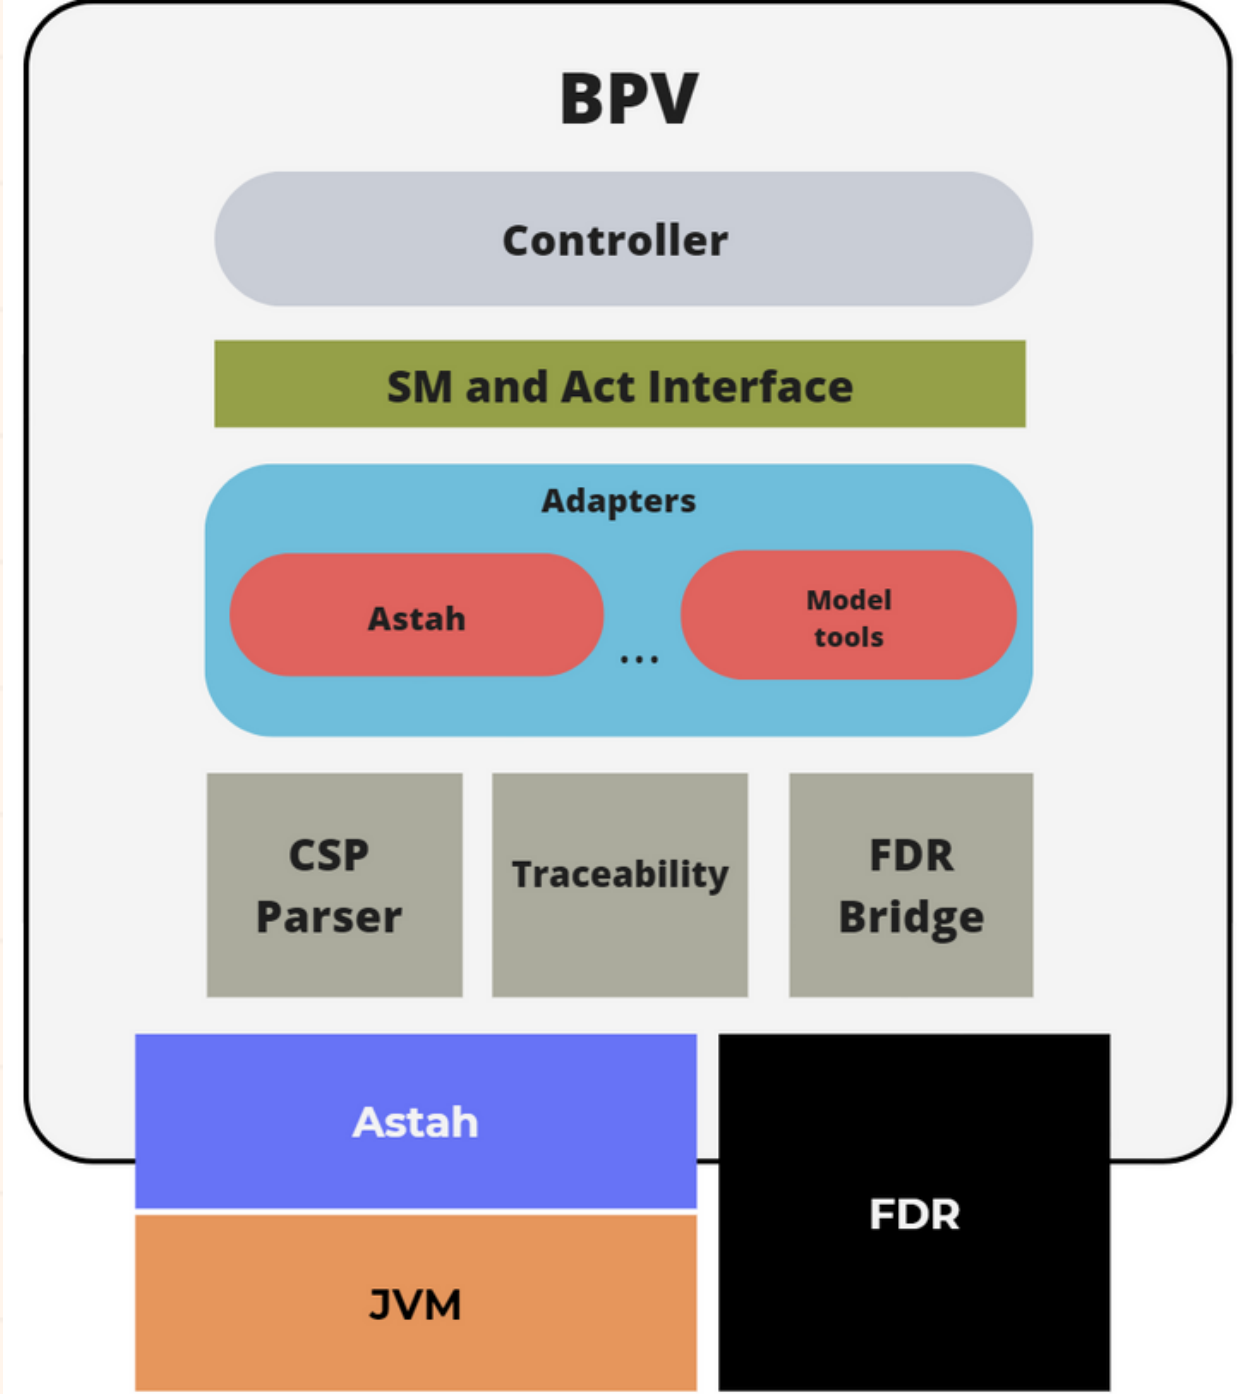 BPV
Controller
SM and Act Interface
Adapters
Astah
...
Model
tools
CSP
Parser
Traceability
FDR
Bridge
Astah
FDR
JVM